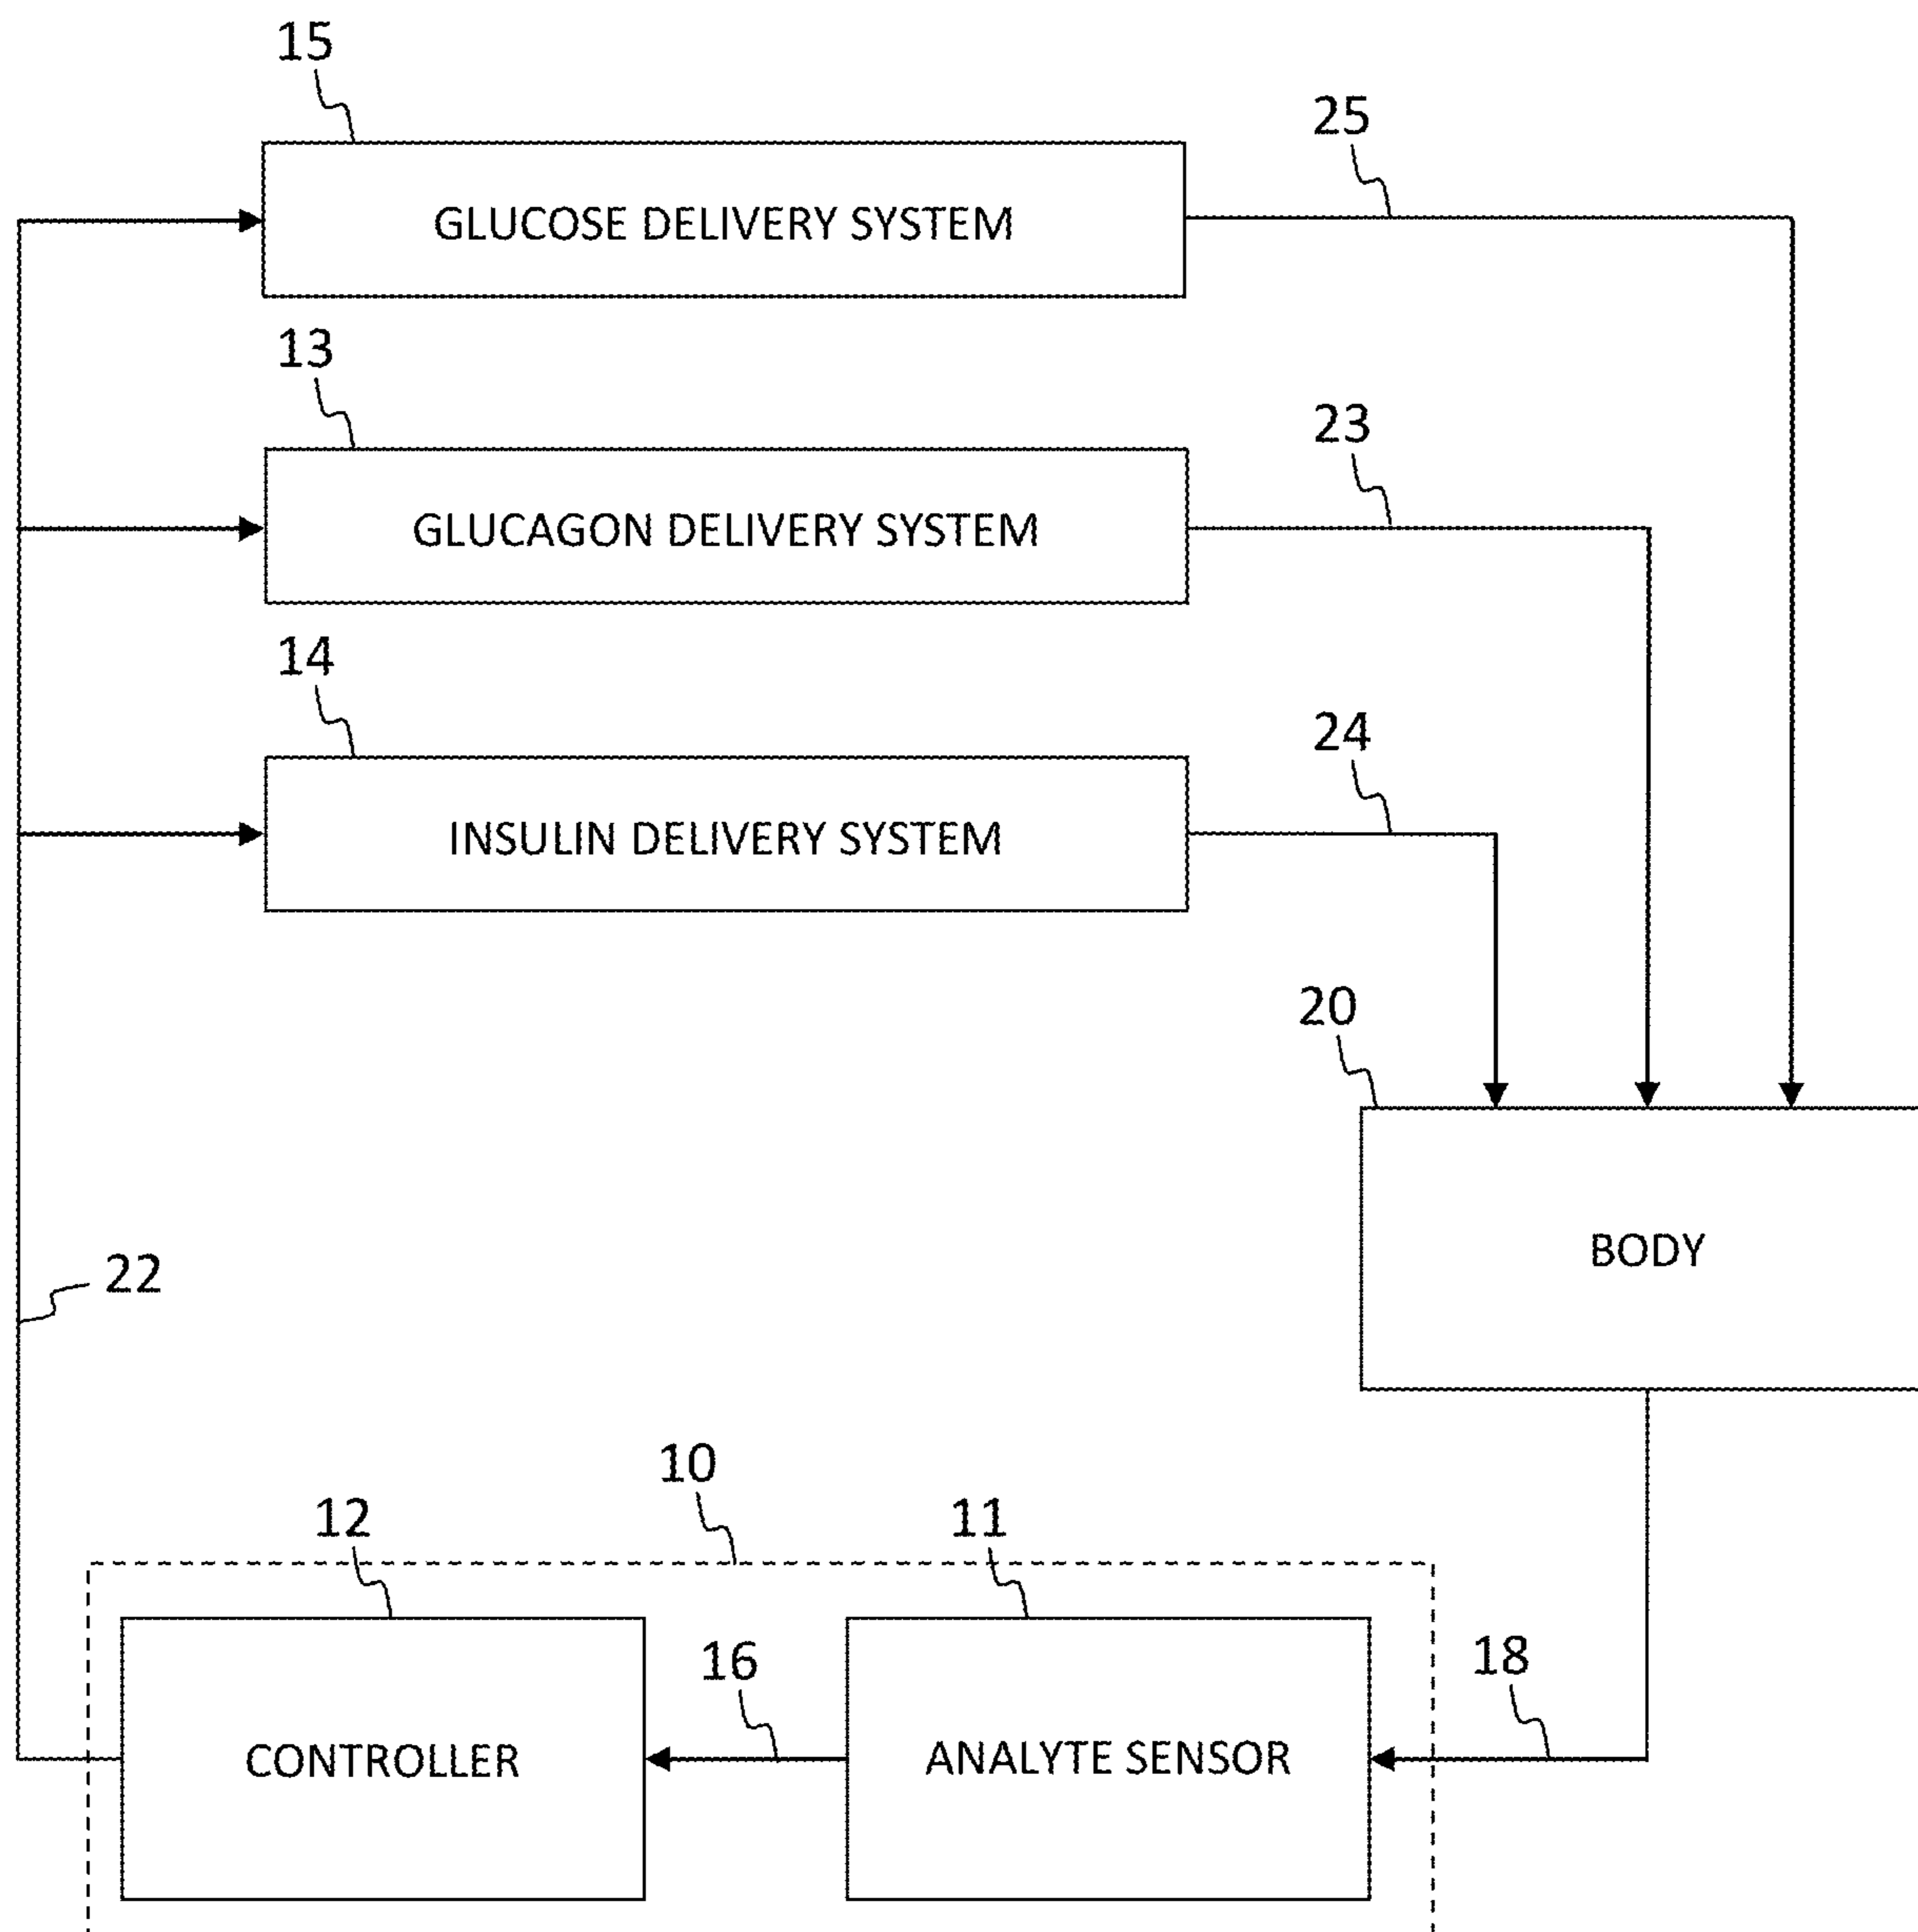 15
25
GLUCOSE DELIVERY SYSTEM
13
23
GLUCAGON DELIVERY SYSTEM
14
24
INSULIN DELIVERY SYSTEM
20
BODY
22
10
12
11
16
18
CONTROLLER
ANALYTE SENSOR